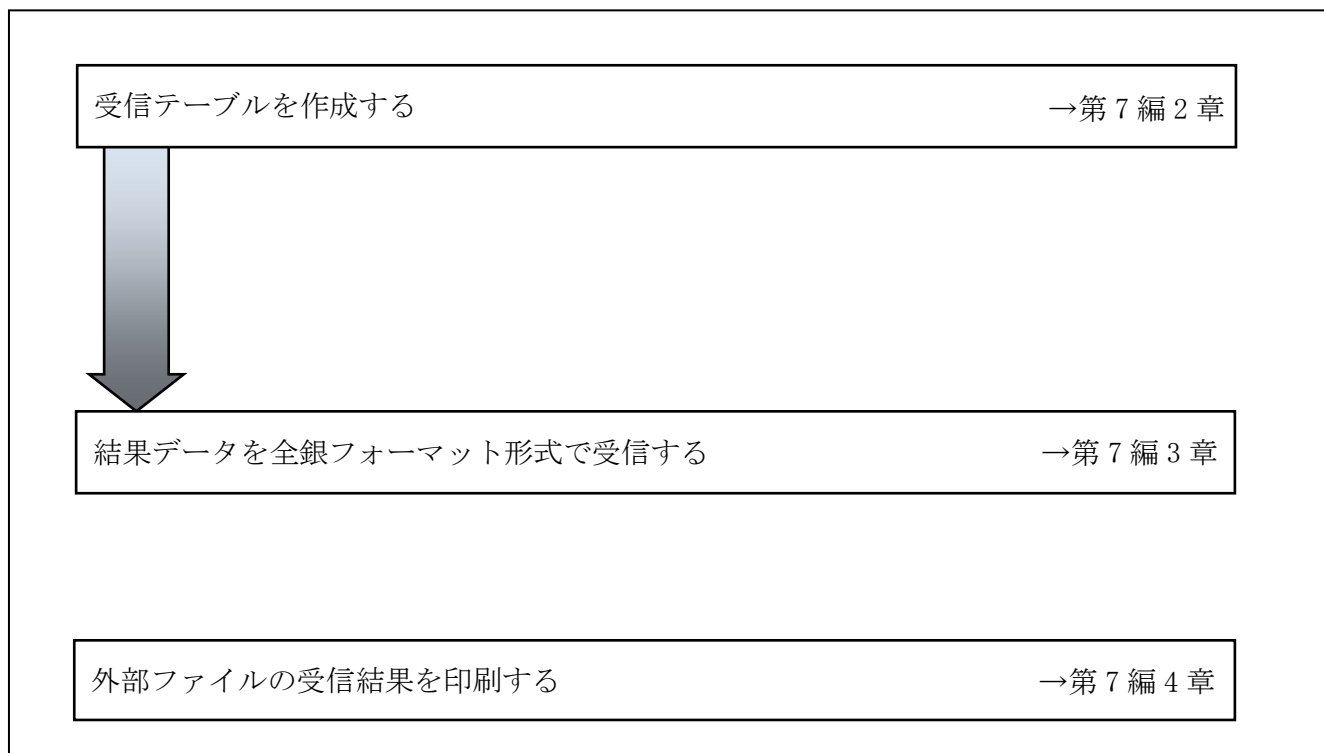 受信テーブルを作成する →第7編2章
結果データを全銀フォーマット形式で受信する →第7編3章
外部ファイルの受信結果を印刷する →第7編4章